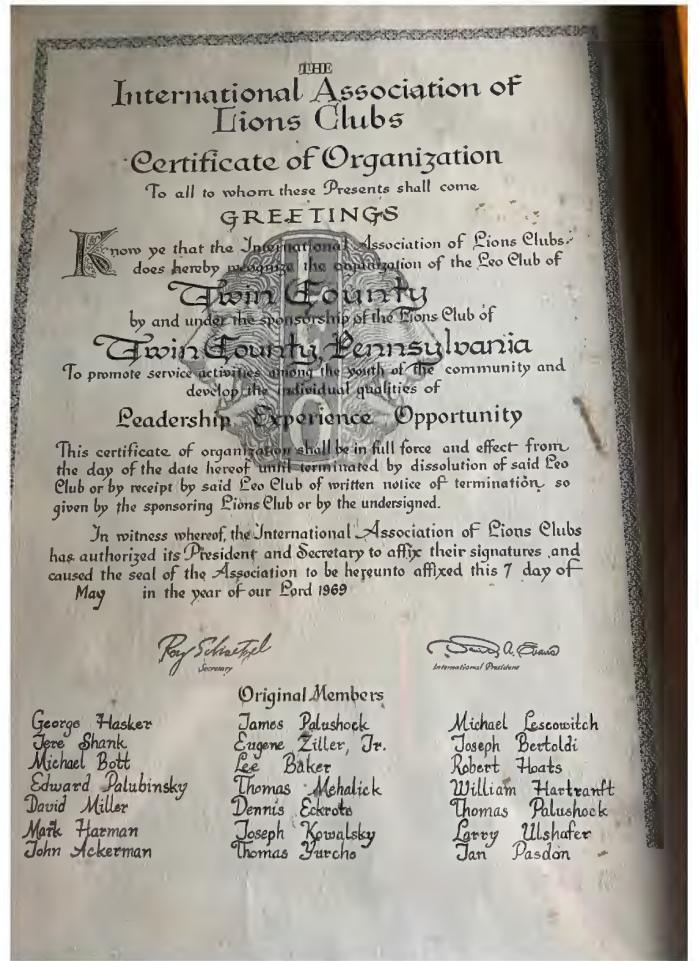 THE
International Association of
Lions Clubs
Certificate of Organization
To all to whom these Presents shall come
GREETINGS
Know ye that the International Association of Lions Clubs
does hereby recognize the organization of the Leo Club of
Twin County
by and under the sponsorship of the Lions Club of
Twin County, Pennsylvania
To promote service activities among the youth of the community and
develop the individual qualities of
Leadership Experience Opportunity
This certificate of organization shall be in full force and effect from
the day of the date hereof until terminated by dissolution of said Leo
Club or by receipt by said Leo Club of written notice of termination, so
given by the sponsoring Lions Club or by the undersigned.
In witness whereof, the International Association of Lions Clubs
has authorized its President and Secretary to affix their signatures and
caused the seal of the Association to be hereunto affixed this 7 day of
May in the year of our Lord 1969
Roy Schaetzel A. Evans
Secretary International President
Original Members
George Hasker James Palushock Michael Lescowitch
Jere Shank Eugene Ziller, Jr. Joseph Bertoldi
Michael Bott Lee Baker Robert Hoats
Edward Palubinsky Thomas Mehalick William Hartranft
David Miller Dennis Eckrote Thomas Palushock
Mark Harman Joseph Kowalsky Larry Ulshafer
John Ackerman Thomas Yurcho Jan Pasdon